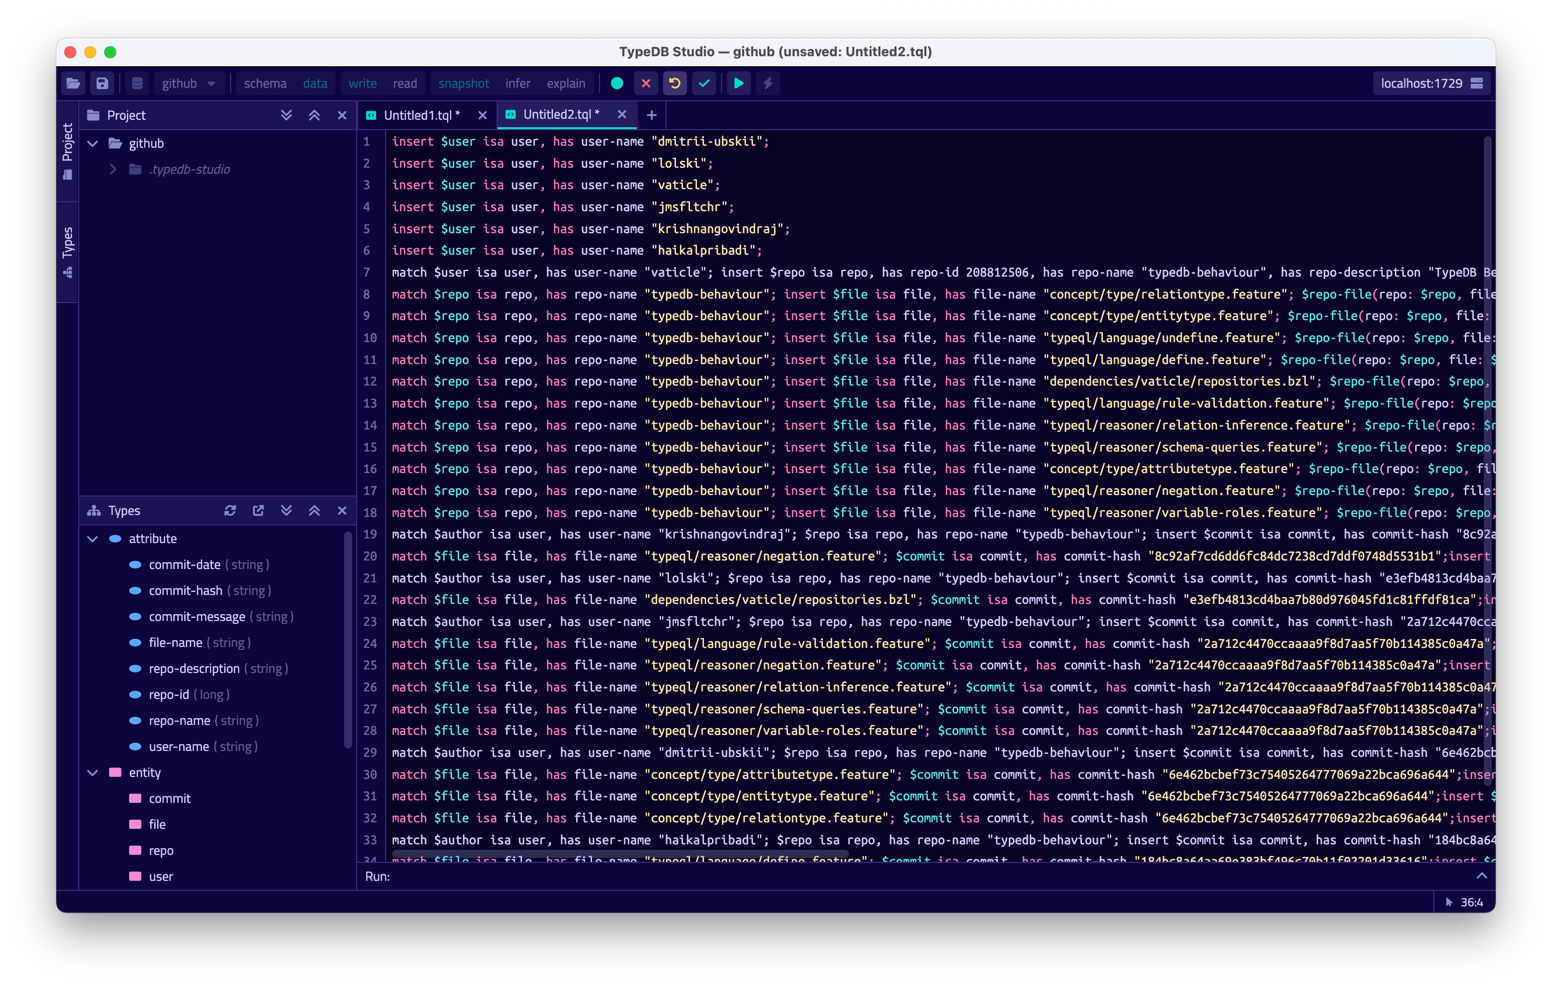 TypeDB Studio — github (unsaved: Untitled2.tql)
github schema data write read snapshot infer explain localhost:1729
Project
Types
Project
github
.typedb-studio
Types
attribute
commit-date (string)
commit-hash (string)
commit-message (string)
file-name (string)
repo-description (string)
repo-id (long)
repo-name (string)
user-name (string)
entity
commit
file
repo
user
Untitled1.tql * Untitled2.tql *
1 insert $user isa user, has user-name "dmitrii-ubskii";
2 insert $user isa user, has user-name "lolski";
3 insert $user isa user, has user-name "vaticle";
4 insert $user isa user, has user-name "jmsfltchr";
5 insert $user isa user, has user-name "krishnangovindraj";
6 insert $user isa user, has user-name "haikalpribadi";
7 match $user isa user, has user-name "vaticle"; insert $repo isa repo, has repo-id 208812506, has repo-name "typedb-behaviour", has repo-description "TypeDB Be
8 match $repo isa repo, has repo-name "typedb-behaviour"; insert $file isa file, has file-name "concept/type/relationtype.feature"; $repo-file(repo: $repo, file
9 match $repo isa repo, has repo-name "typedb-behaviour"; insert $file isa file, has file-name "concept/type/entitytype.feature"; $repo-file(repo: $repo, file:
10 match $repo isa repo, has repo-name "typedb-behaviour"; insert $file isa file, has file-name "typeql/language/undefine.feature"; $repo-file(repo: $repo, file:
11 match $repo isa repo, has repo-name "typedb-behaviour"; insert $file isa file, has file-name "typeql/language/define.feature"; $repo-file(repo: $repo, file: $
12 match $repo isa repo, has repo-name "typedb-behaviour"; insert $file isa file, has file-name "dependencies/vaticle/repositories.bzl"; $repo-file(repo: $repo,
13 match $repo isa repo, has repo-name "typedb-behaviour"; insert $file isa file, has file-name "typeql/language/rule-validation.feature"; $repo-file(repo: $repo
14 match $repo isa repo, has repo-name "typedb-behaviour"; insert $file isa file, has file-name "typeql/reasoner/relation-inference.feature"; $repo-file(repo: $r
15 match $repo isa repo, has repo-name "typedb-behaviour"; insert $file isa file, has file-name "typeql/reasoner/schema-queries.feature"; $repo-file(repo: $repo,
16 match $repo isa repo, has repo-name "typedb-behaviour"; insert $file isa file, has file-name "concept/type/attributetype.feature"; $repo-file(repo: $repo, fil
17 match $repo isa repo, has repo-name "typedb-behaviour"; insert $file isa file, has file-name "typeql/reasoner/negation.feature"; $repo-file(repo: $repo, file:
18 match $repo isa repo, has repo-name "typedb-behaviour"; insert $file isa file, has file-name "typeql/reasoner/variable-roles.feature"; $repo-file(repo: $repo,
19 match $author isa user, has user-name "krishnangovindraj"; $repo isa repo, has repo-name "typedb-behaviour"; insert $commit isa commit, has commit-hash "8c92a
20 match $file isa file, has file-name "typeql/reasoner/negation.feature"; $commit isa commit, has commit-hash "8c92af7cd6dd6fc84dc7238cd7ddf0748d5531b1";insert
21 match $author isa user, has user-name "lolski"; $repo isa repo, has repo-name "typedb-behaviour"; insert $commit isa commit, has commit-hash "e3efb4813cd4baa7
22 match $file isa file, has file-name "dependencies/vaticle/repositories.bzl"; $commit isa commit, has commit-hash "e3efb4813cd4baa7b80d976045fd1c81ffdf81ca";in
23 match $author isa user, has user-name "jmsfltchr"; $repo isa repo, has repo-name "typedb-behaviour"; insert $commit isa commit, has commit-hash "2a712c4470cca
24 match $file isa file, has file-name "typeql/language/rule-validation.feature"; $commit isa commit, has commit-hash "2a712c4470ccaaaa9f8d7aa5f70b114385c0a47a";
25 match $file isa file, has file-name "typeql/reasoner/negation.feature"; $commit isa commit, has commit-hash "2a712c4470ccaaaa9f8d7aa5f70b114385c0a47a";insert
26 match $file isa file, has file-name "typeql/reasoner/relation-inference.feature"; $commit isa commit, has commit-hash "2a712c4470ccaaaa9f8d7aa5f70b114385c0a47
27 match $file isa file, has file-name "typeql/reasoner/schema-queries.feature"; $commit isa commit, has commit-hash "2a712c4470ccaaaa9f8d7aa5f70b114385c0a47a";i
28 match $file isa file, has file-name "typeql/reasoner/variable-roles.feature"; $commit isa commit, has commit-hash "2a712c4470ccaaaa9f8d7aa5f70b114385c0a47a";i
29 match $author isa user, has user-name "dmitrii-ubskii"; $repo isa repo, has repo-name "typedb-behaviour"; insert $commit isa commit, has commit-hash "6e462bcb
30 match $file isa file, has file-name "concept/type/attributetype.feature"; $commit isa commit, has commit-hash "6e462bcbef73c75405264777069a22bca696a644";inser
31 match $file isa file, has file-name "concept/type/entitytype.feature"; $commit isa commit, has commit-hash "6e462bcbef73c75405264777069a22bca696a644";insert $
32 match $file isa file, has file-name "concept/type/relationtype.feature"; $commit isa commit, has commit-hash "6e462bcbef73c75405264777069a22bca696a644";insert
33 match $author isa user, has user-name "haikalpribadi"; $repo isa repo, has repo-name "typedb-behaviour"; insert $commit isa commit, has commit-hash "184bc8a64
34 match $file isa file, has file-name "typeql/language/define.feature"; $commit isa commit, has commit-hash "184bc8a64aa69e383bf496c70b11f02201d33616";insert $c
Run:
36:4